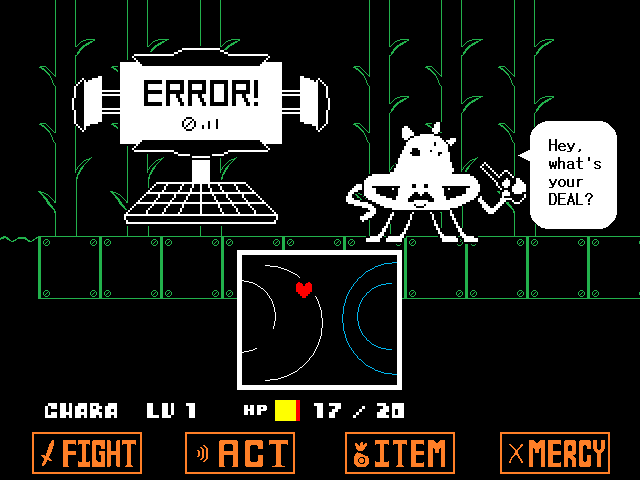 ERROR!
Hey,
what's
your
DEAL?
CHARA LV 1 HP 17 / 20
FIGHT ACT ITEM MERCY